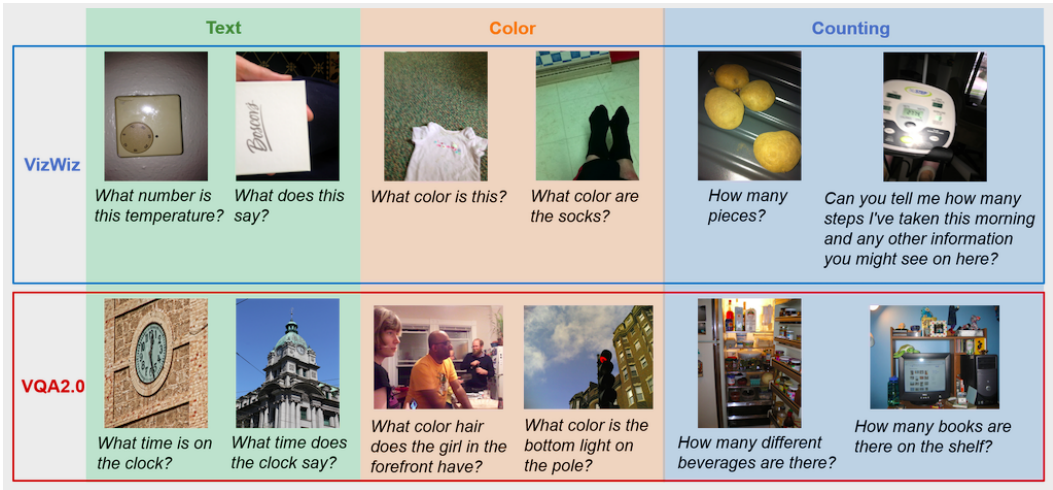 Text
Color
Counting
VizWiz
Boscov's
What number is
this temperature?
What does this
say?
What color is this?
What color are
the socks?
How many
pieces?
Can you tell me how many
steps I've taken this morning
and any other information
you might see on here?
VQA2.0
What time is on
the clock?
What time does
the clock say?
What color hair
does the girl in the
forefront have?
What color is the
bottom light on
the pole?
How many different
beverages are there?
How many books are
there on the shelf?